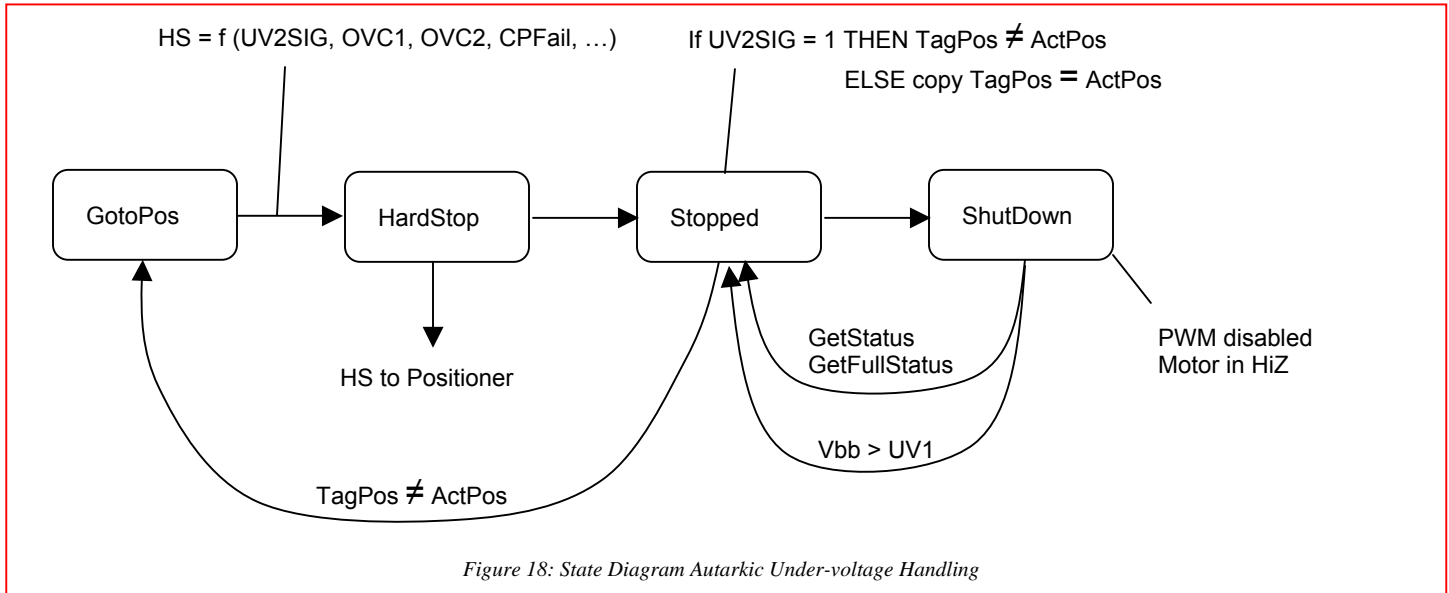 HS = f (UV2SIG, OVC1, OVC2, CPFail, …)
If UV2SIG = 1 THEN TagPos ≠ ActPos
ELSE copy TagPos = ActPos
GotoPos
HardStop
Stopped
ShutDown
HS to Positioner
GetStatus
GetFullStatus
PWM disabled
Motor in HiZ
Vbb > UV1
TagPos ≠ ActPos
Figure 18: State Diagram Autarkic Under-voltage Handling